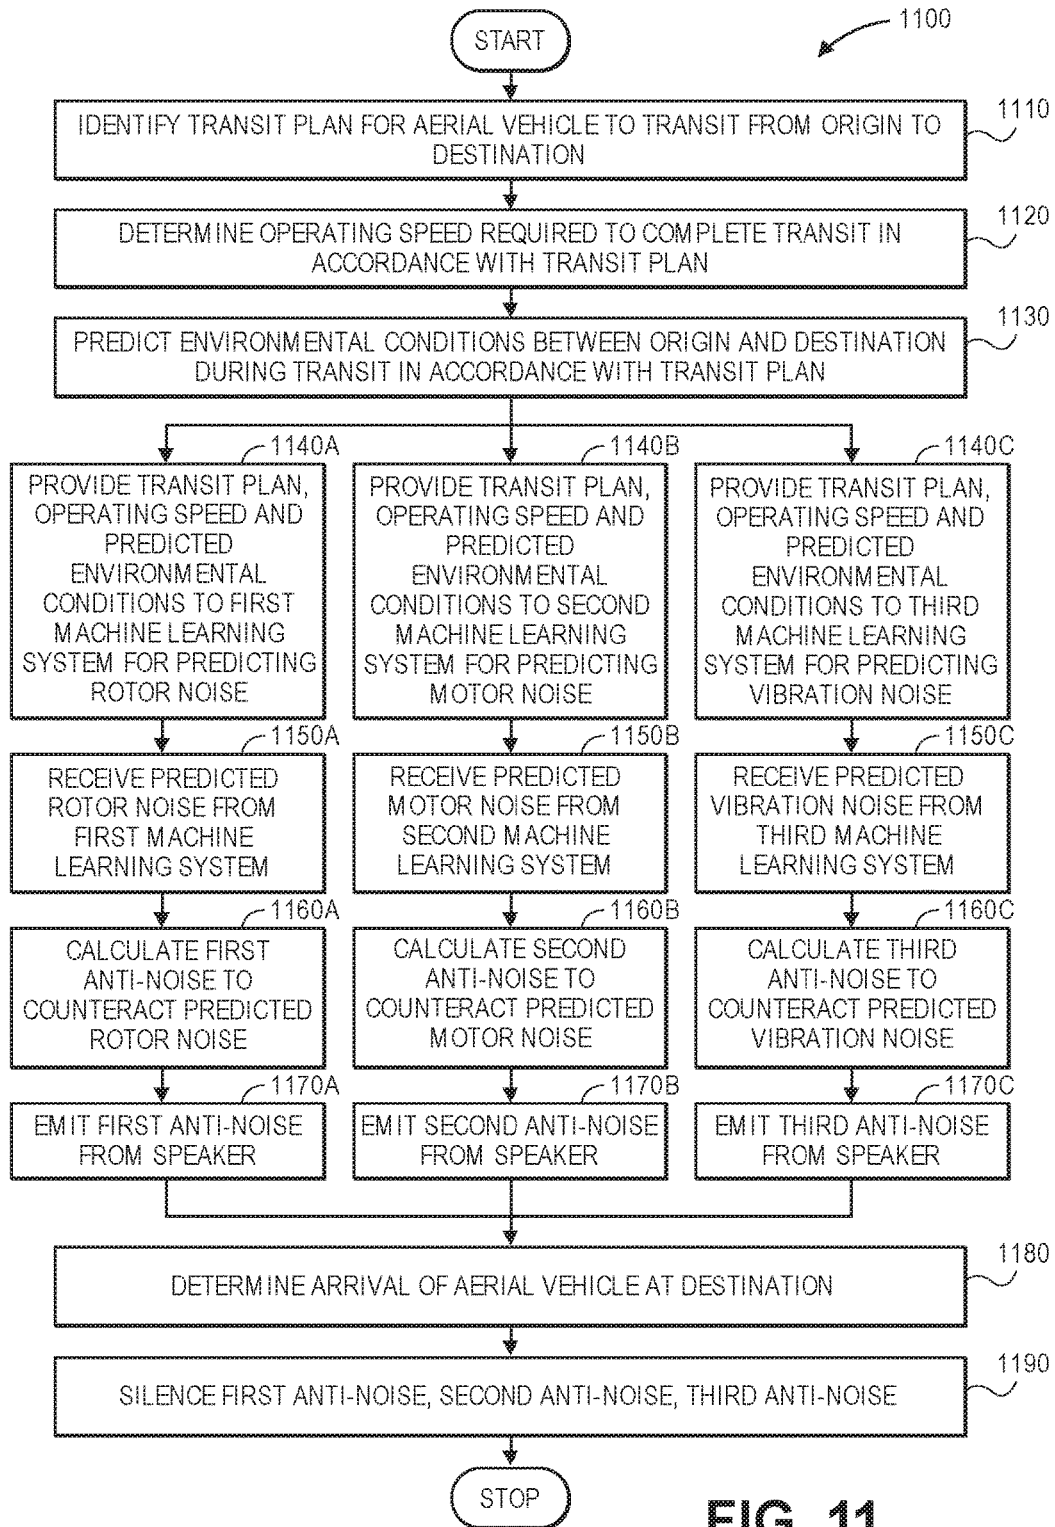 START
1100
IDENTIFY TRANSIT PLAN FOR AERIAL VEHICLE TO TRANSIT FROM ORIGIN TO
DESTINATION
1110
DETERMINE OPERATING SPEED REQUIRED TO COMPLETE TRANSIT IN
ACCORDANCE WITH TRANSIT PLAN
1120
PREDICT ENVIRONMENTAL CONDITIONS BETWEEN ORIGIN AND DESTINATION
DURING TRANSIT IN ACCORDANCE WITH TRANSIT PLAN
1130
1140A
PROVIDE TRANSIT PLAN,
OPERATING SPEED AND
PREDICTED
ENVIRONMENTAL
CONDITIONS TO FIRST
MACHINE LEARNING
SYSTEM FOR PREDICTING
ROTOR NOISE
1140B
PROVIDE TRANSIT PLAN,
OPERATING SPEED AND
PREDICTED
ENVIRONMENTAL
CONDITIONS TO SECOND
MACHINE LEARNING
SYSTEM FOR PREDICTING
MOTOR NOISE
1140C
PROVIDE TRANSIT PLAN,
OPERATING SPEED AND
PREDICTED
ENVIRONMENTAL
CONDITIONS TO THIRD
MACHINE LEARNING
SYSTEM FOR PREDICTING
VIBRATION NOISE
1150A
RECEIVE PREDICTED
ROTOR NOISE FROM
FIRST MACHINE
LEARNING SYSTEM
1150B
RECEIVE PREDICTED
MOTOR NOISE FROM
SECOND MACHINE
LEARNING SYSTEM
1150C
RECEIVE PREDICTED
VIBRATION NOISE FROM
THIRD MACHINE
LEARNING SYSTEM
1160A
CALCULATE FIRST
ANTI-NOISE TO
COUNTERACT PREDICTED
ROTOR NOISE
1160B
CALCULATE SECOND
ANTI-NOISE TO
COUNTERACT PREDICTED
MOTOR NOISE
1160C
CALCULATE THIRD
ANTI-NOISE TO
COUNTERACT PREDICTED
VIBRATION NOISE
1170A
EMIT FIRST ANTI-NOISE
FROM SPEAKER
1170B
EMIT SECOND ANTI-NOISE
FROM SPEAKER
1170C
EMIT THIRD ANTI-NOISE
FROM SPEAKER
DETERMINE ARRIVAL OF AERIAL VEHICLE AT DESTINATION
1180
SILENCE FIRST ANTI-NOISE, SECOND ANTI-NOISE, THIRD ANTI-NOISE
1190
STOP
FIG. 11